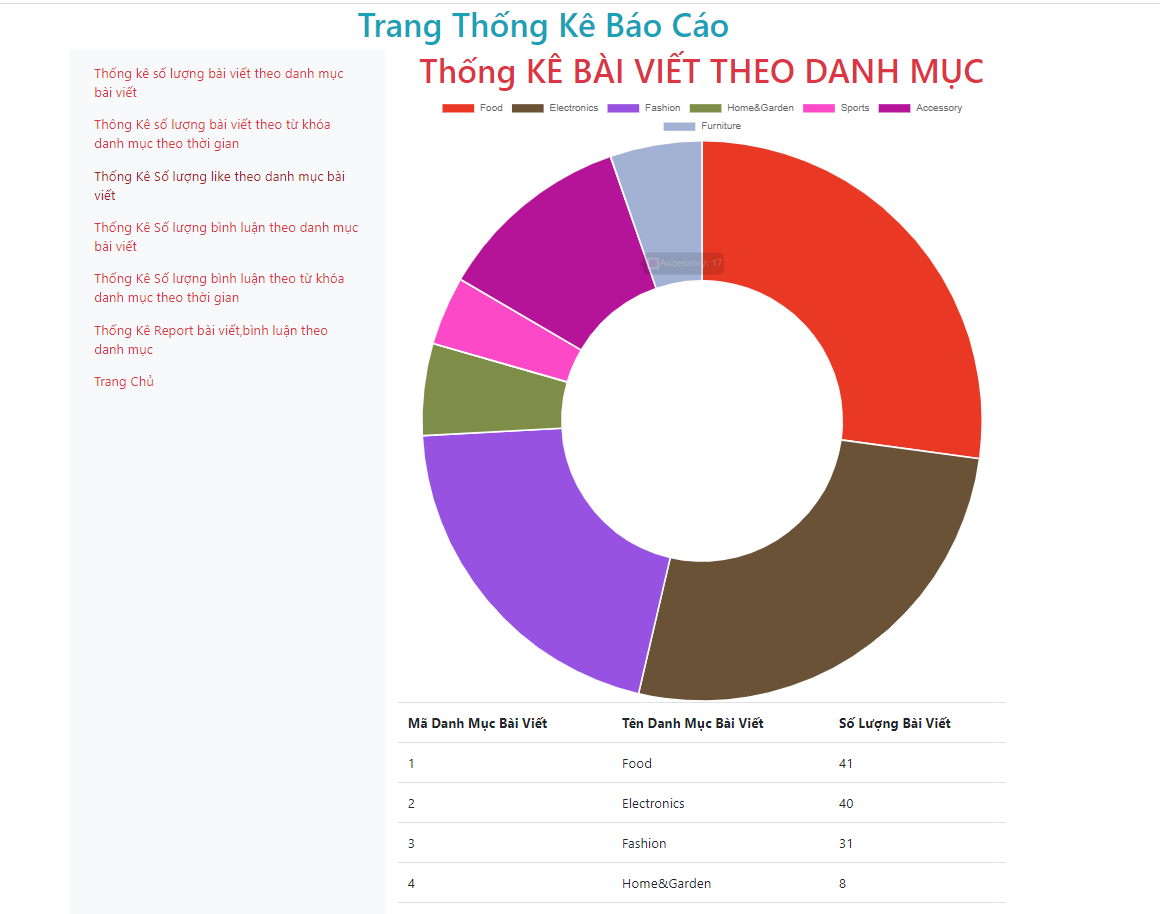 Trang Thống Kê Báo Cáo
Thống kê số lượng bài viết theo danh mục
bài viết
Thông Kê số lượng bài viết theo từ khóa
danh mục theo thời gian
Thống Kê Số lượng like theo danh mục bài
viết
Thống Kê Số lượng bình luận theo danh mục
bài viết
Thống Kê Số lượng bình luận theo từ khóa
danh mục theo thời gian
Thống Kê Report bài viết,bình luận theo
danh mục
Trang Chủ
Thống KÊ BÀI VIẾT THEO DANH MỤC
Food Electronics Fashion Home&Garden Sports Accessory
Furniture
Accessory: 17
Mã Danh Mục Bài Viết Tên Danh Mục Bài Viết Số Lượng Bài Viết
1 Food 41
2 Electronics 40
3 Fashion 31
4 Home&Garden 8